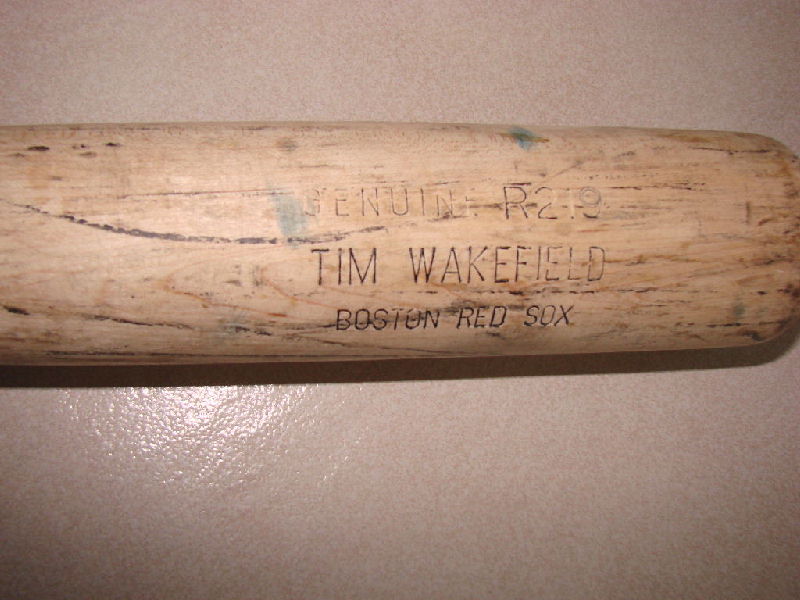 GENUINE R219
TIM WAKEFIELD
BOSTON RED SOX